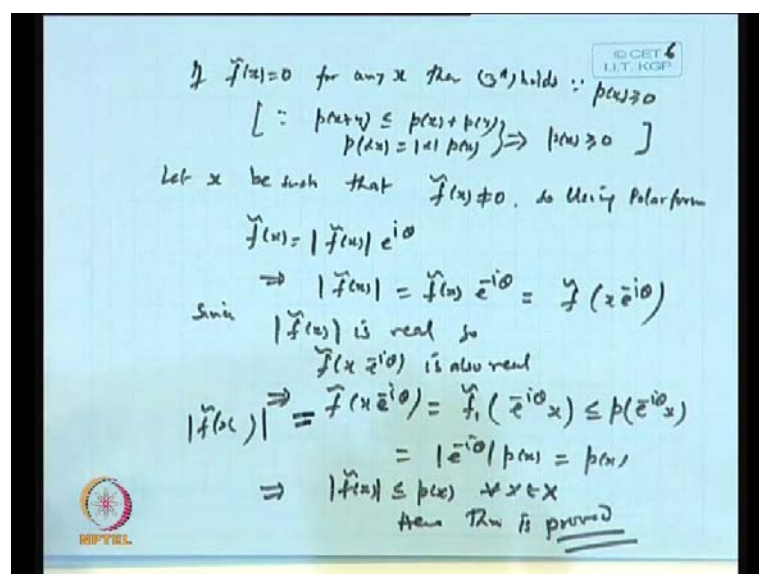 © CET
I.I.T. KGP
6
If f̃(x)=0 for any x then (3*) holds ∵ p(x)≥0
[ ∵ p(x+y) ≤ p(x)+p(y)
p(αx) = |α| p(x) } ⇒ p(x) ≥ 0 ]
Let x be such that f̃(x)≠0. So Using Polar form
f̃(x) = |f̃(x)| e^{iθ}
⇒ |f̃(x)| = f̃(x) e^{-iθ} = f̃(x e^{-iθ})
Since |f̃(x)| is real so
f̃(x e^{-iθ}) is also real
⇒ |f̃(x)| = f̃(x e^{-iθ}) = f̃₁(e^{-iθ} x) ≤ p(e^{-iθ} x)
= |e^{-iθ}| p(x) = p(x)
⇒ |f̃(x)| ≤ p(x) ∀ x ∈ X
Hence Thm is proved
NPTEL